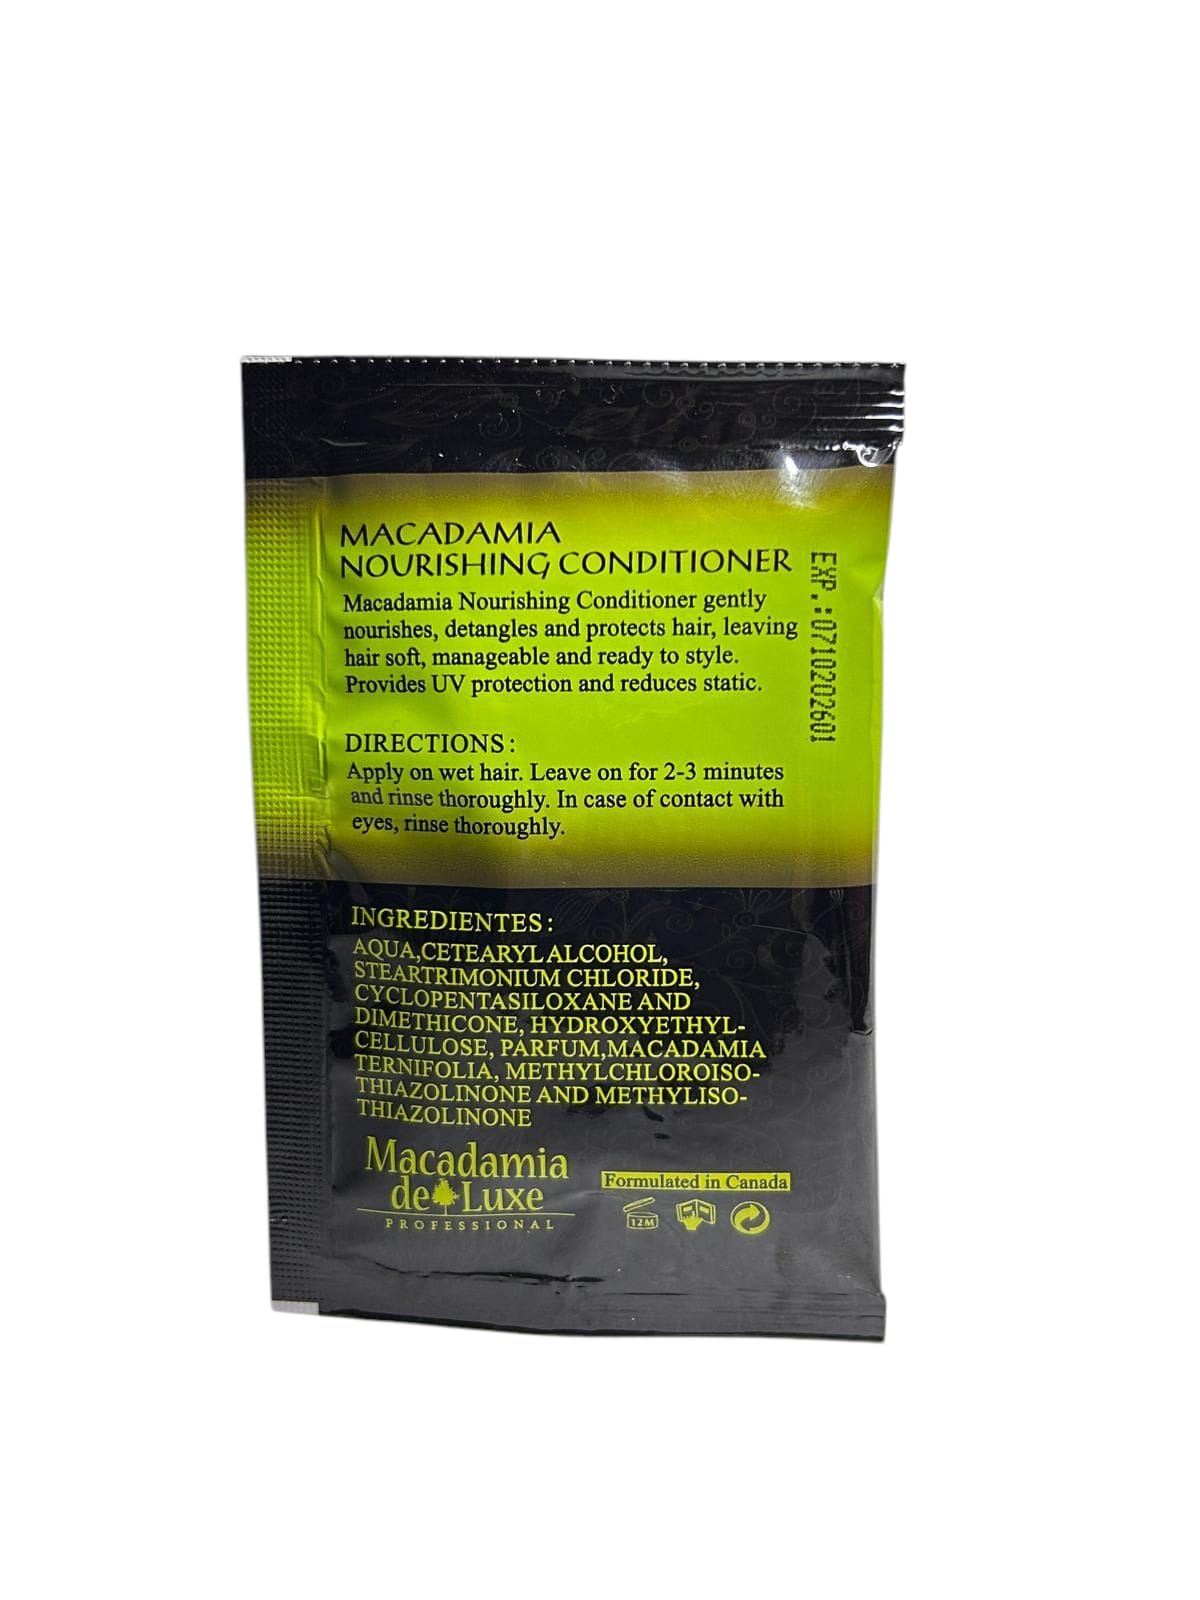 MACADAMIA
NOURISHING CONDITIONER
Macadamia Nourishing Conditioner gently
nourishes, detangles and protects hair, leaving
hair soft, manageable and ready to style.
Provides UV protection and reduces static.
EXP.:0710202601
DIRECTIONS:
Apply on wet hair. Leave on for 2-3 minutes
and rinse thoroughly. In case of contact with
eyes, rinse thoroughly.
INGREDIENTES:
AQUA,CETEARYL ALCOHOL,
STEARTRIMONIUM CHLORIDE,
CYCLOPENTASILOXANE AND
DIMETHICONE, HYDROXYETHYL-
CELLULOSE, PARFUM,MACADAMIA
TERNIFOLIA, METHYLCHLOROISO-
THIAZOLINONE AND METHYLISO-
THIAZOLINONE
Macadamia
de Luxe
PROFESSIONAL
Formulated in Canada
12M